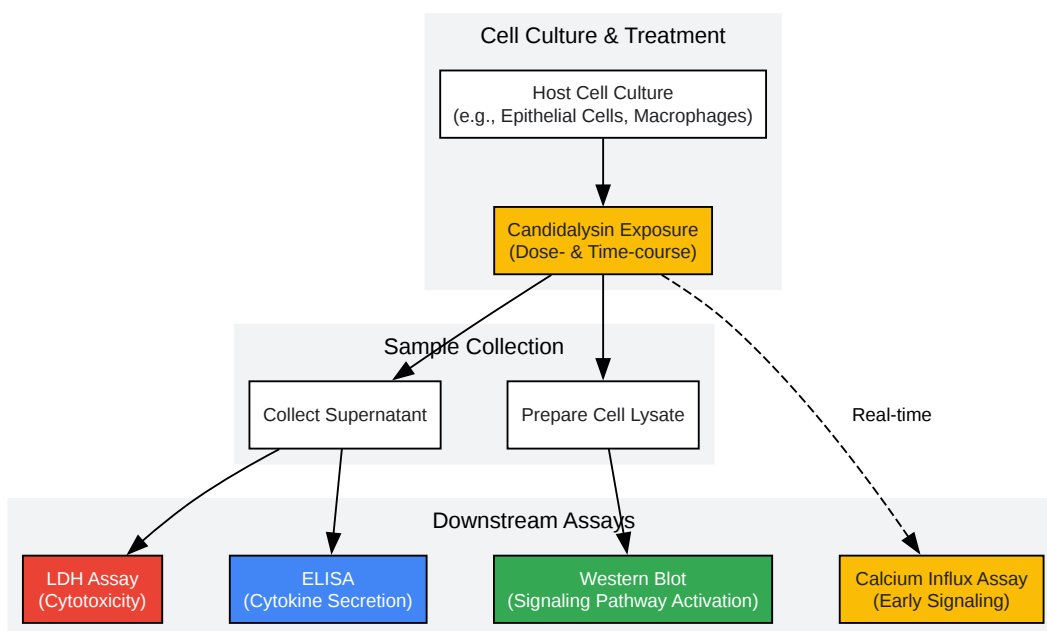 Cell Culture & Treatment
Host Cell Culture
(e.g., Epithelial Cells, Macrophages)
Candidalysin Exposure
(Dose- & Time-course)
Sample Collection
Collect Supernatant
Prepare Cell Lysate
Real-time
Downstream Assays
LDH Assay
(Cytotoxicity)
ELISA
(Cytokine Secretion)
Western Blot
(Signaling Pathway Activation)
Calcium Influx Assay
(Early Signaling)